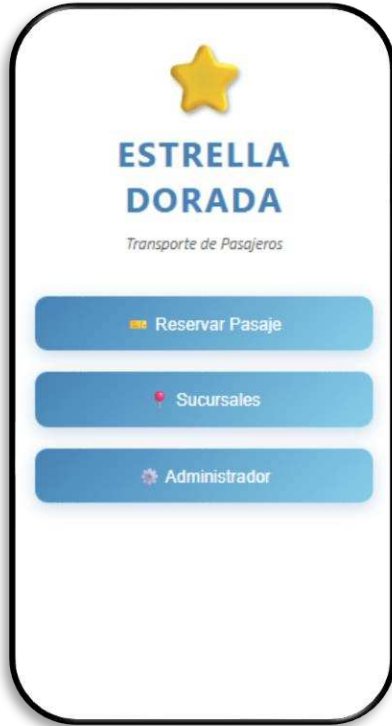 ESTRELLA
DORADA
Transporte de Pasajeros
Reservar Pasaje
Sucursales
Administrador